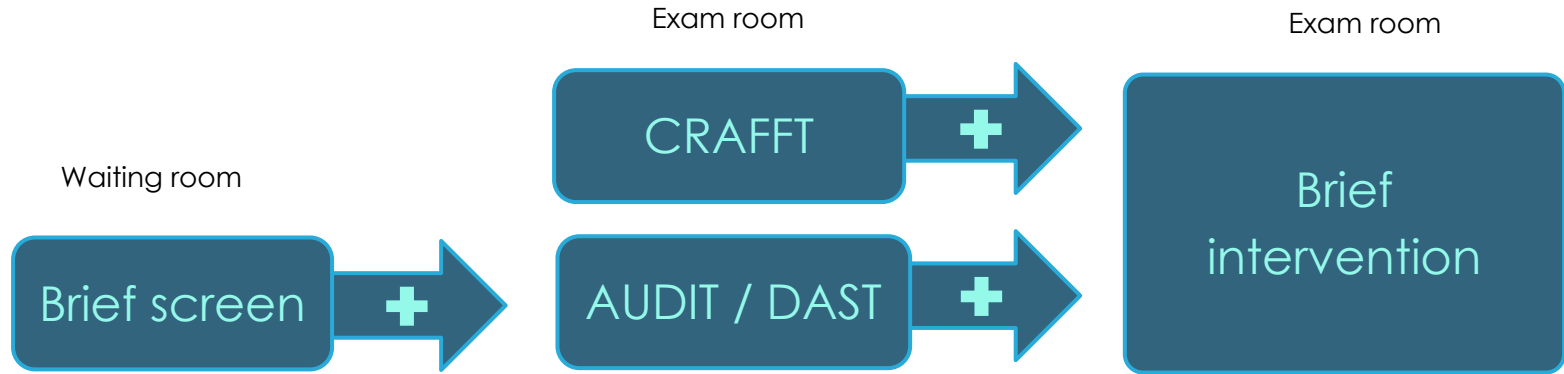 Waiting room
Brief screen
+
Exam room
CRAFFT
+
AUDIT / DAST
+
Exam room
Brief
intervention